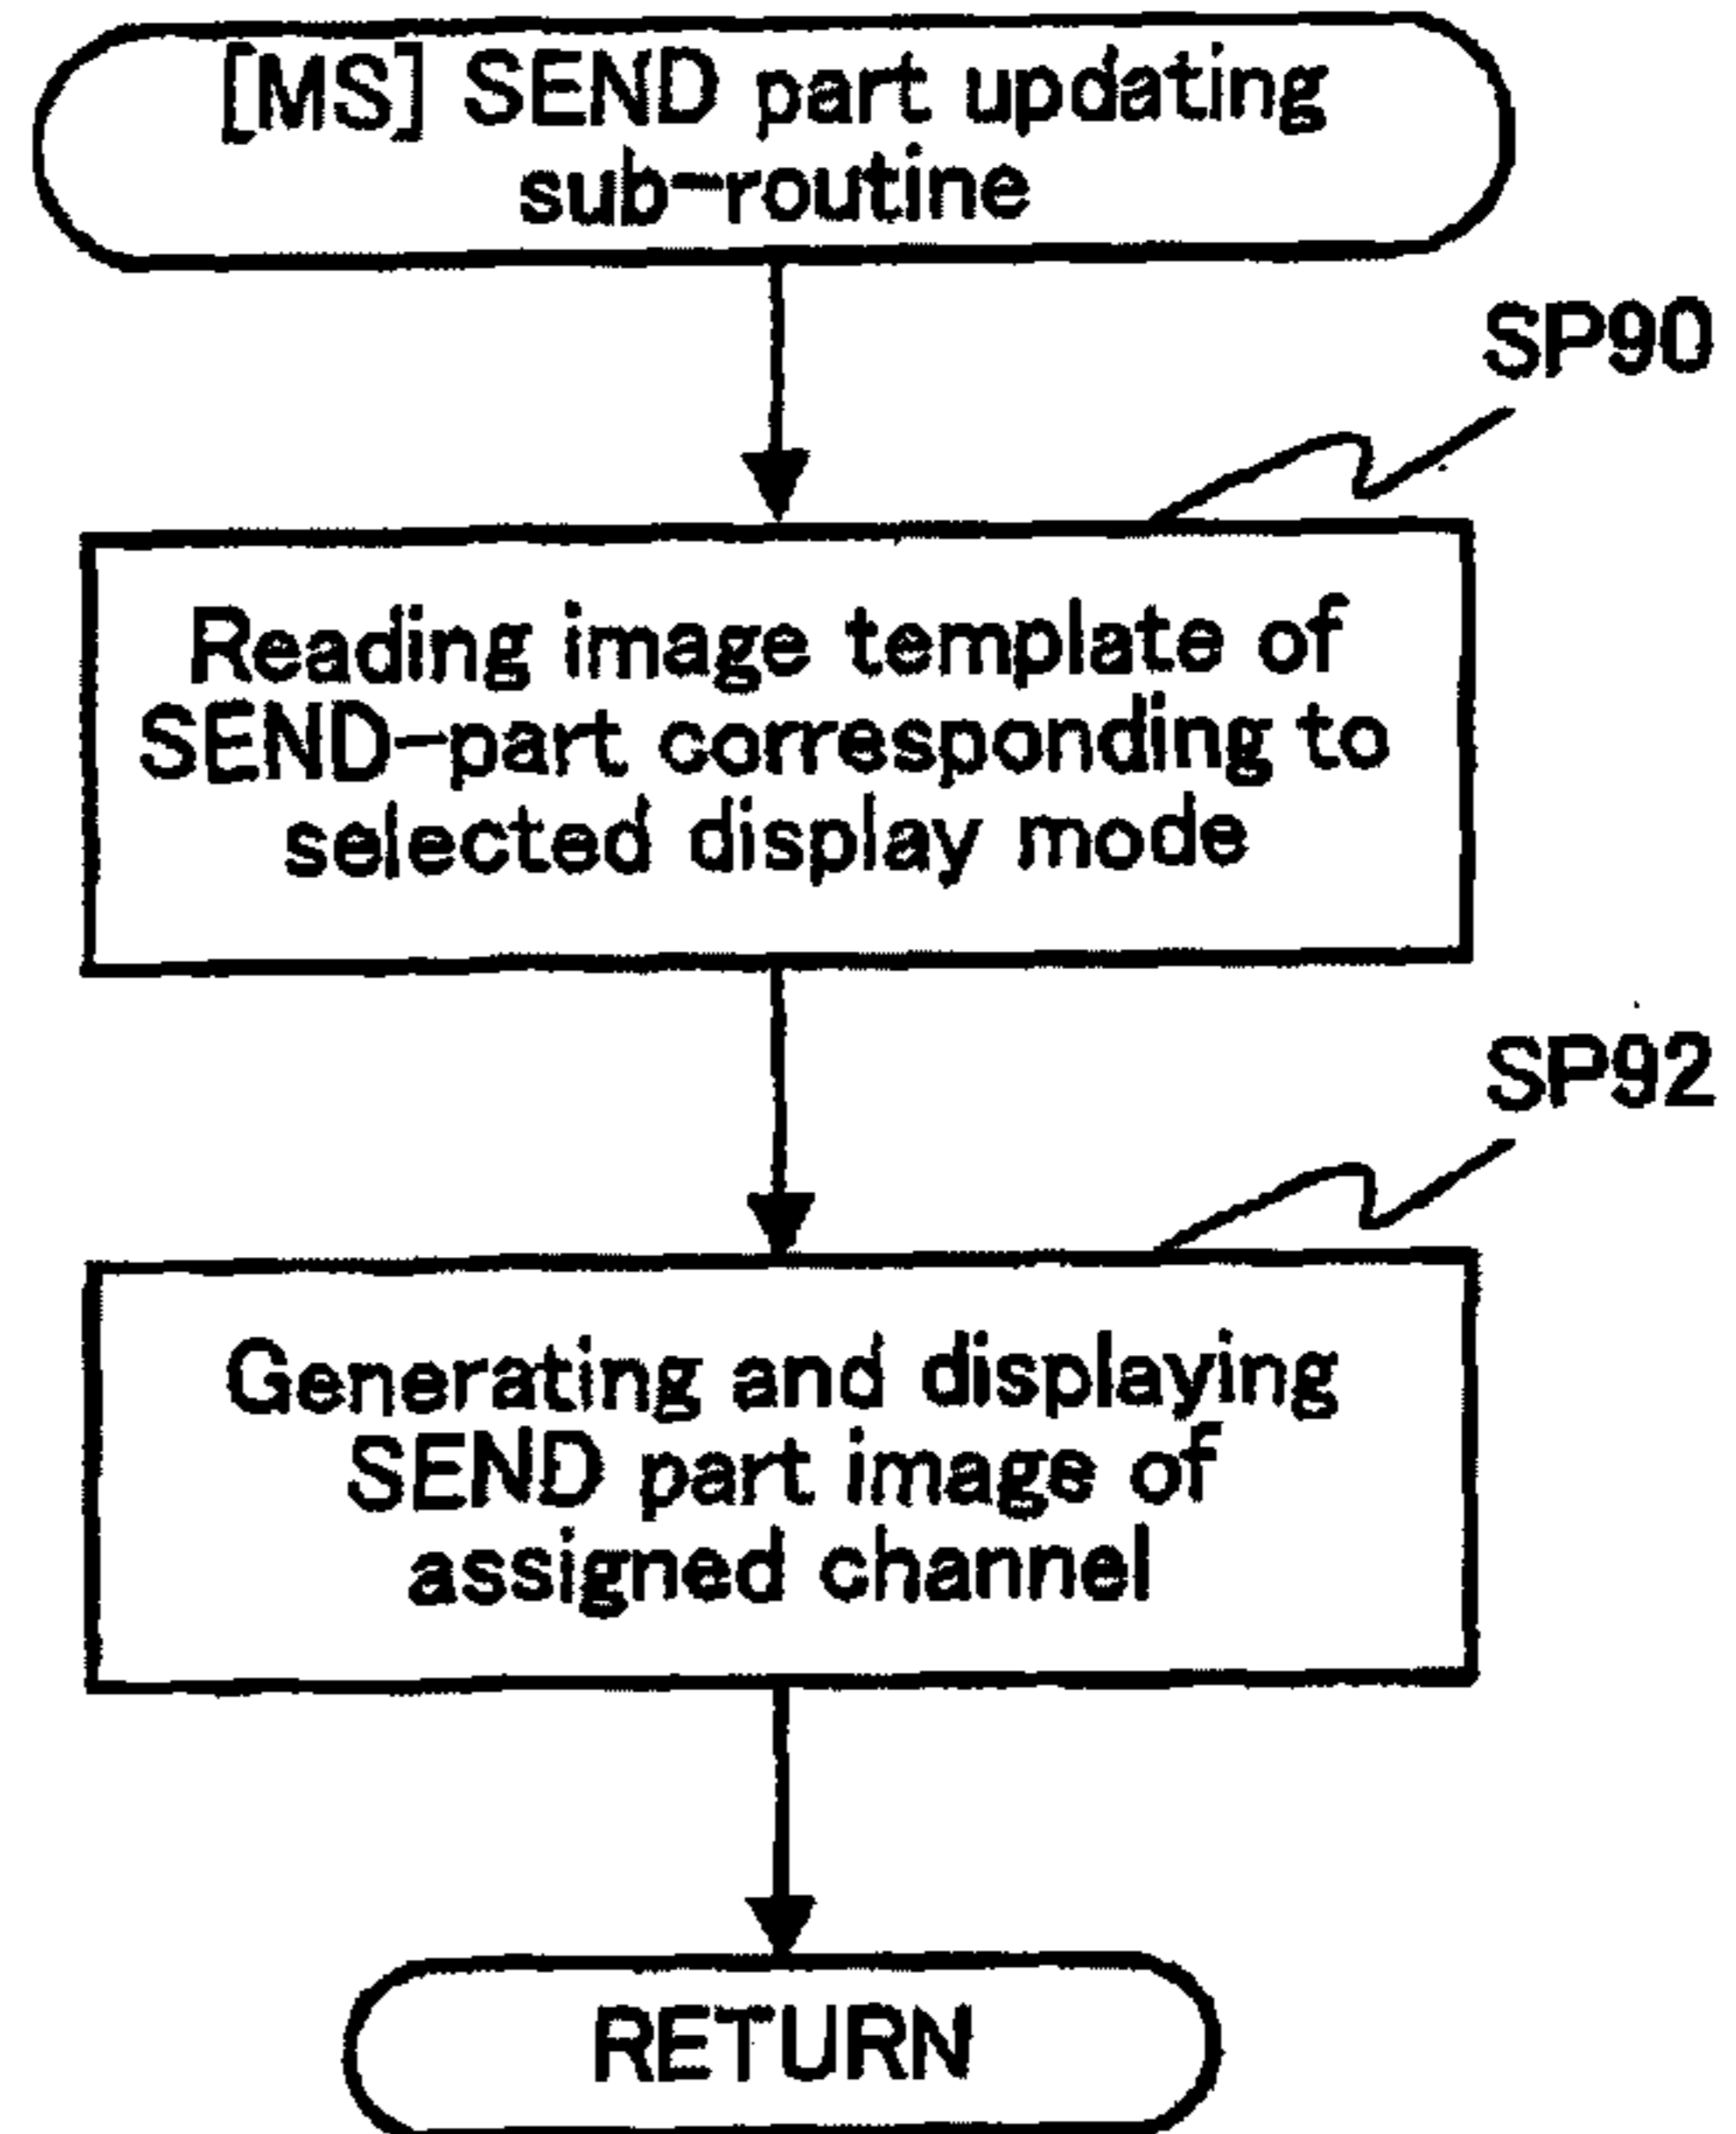 [MS] SEND part updating
sub-routine
SP90
Reading image template of
SEND-part corresponding to
selected display mode
SP92
Generating and displaying
SEND part image of
assigned channel
RETURN